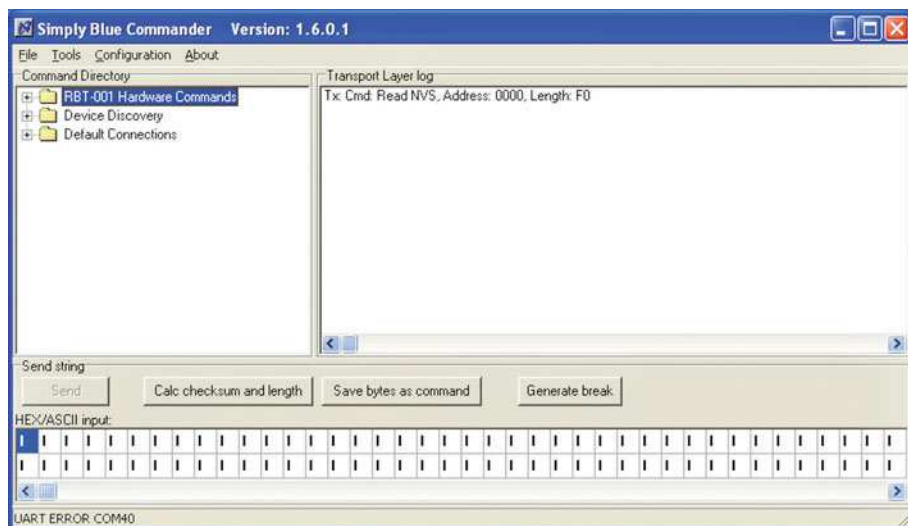 Simply Blue Commander Version: 1.6.0.1
File Tools Configuration About
Command Directory
RBT-001 Hardware Commands
Device Discovery
Default Connections
Transport Layer log
Tx: Cmd: Read NVS, Address: 0000, Length: F0
Send string
Send Calc checksum and length Save bytes as command Generate break
HEX/ASCII input:
UART ERROR COM40